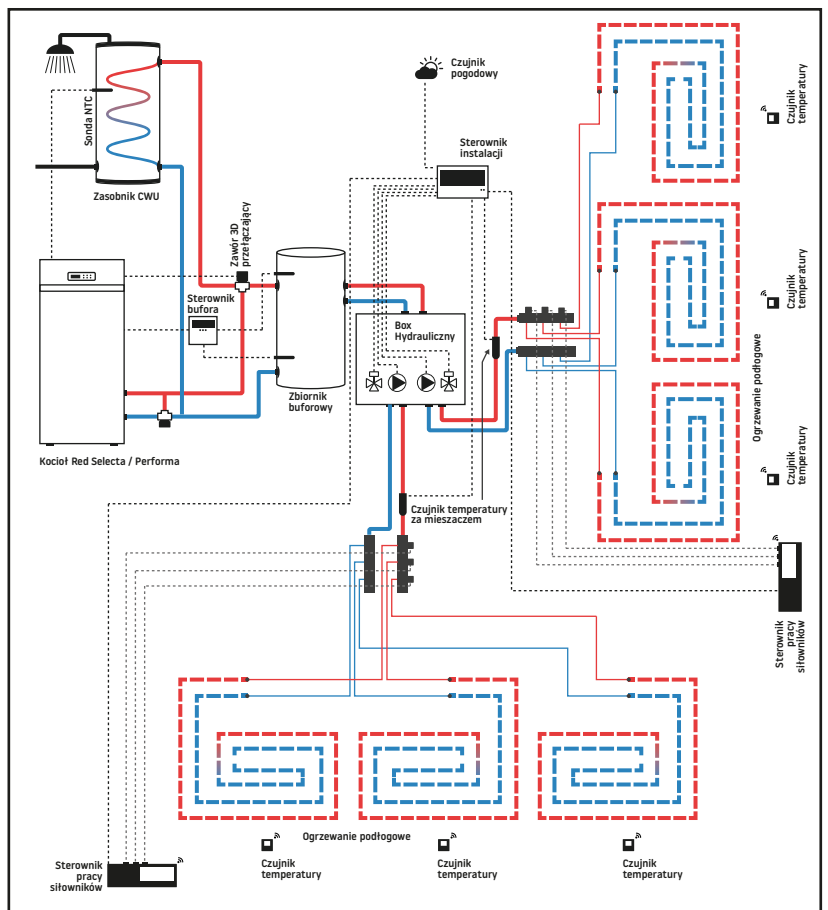 Czujnik
pogodowy
Sonda NTC
Zasobnik CWU
Sterownik
instalacji
Czujnik
temperatury
Zawór 3D
przełączający
Sterownik
bufora
Box
Hydrauliczny
Zbiornik
buforowy
Kocioł Red Selecta / Performa
Czujnik temperatury
za mieszaczem
Czujnik
temperatury
Ogrzewanie podłogowe
Czujnik
temperatury
Sterownik
pracy
siłowników
Ogrzewanie podłogowe
Czujnik
temperatury
Czujnik
temperatury
Czujnik
temperatury
Sterownik
pracy
siłowników